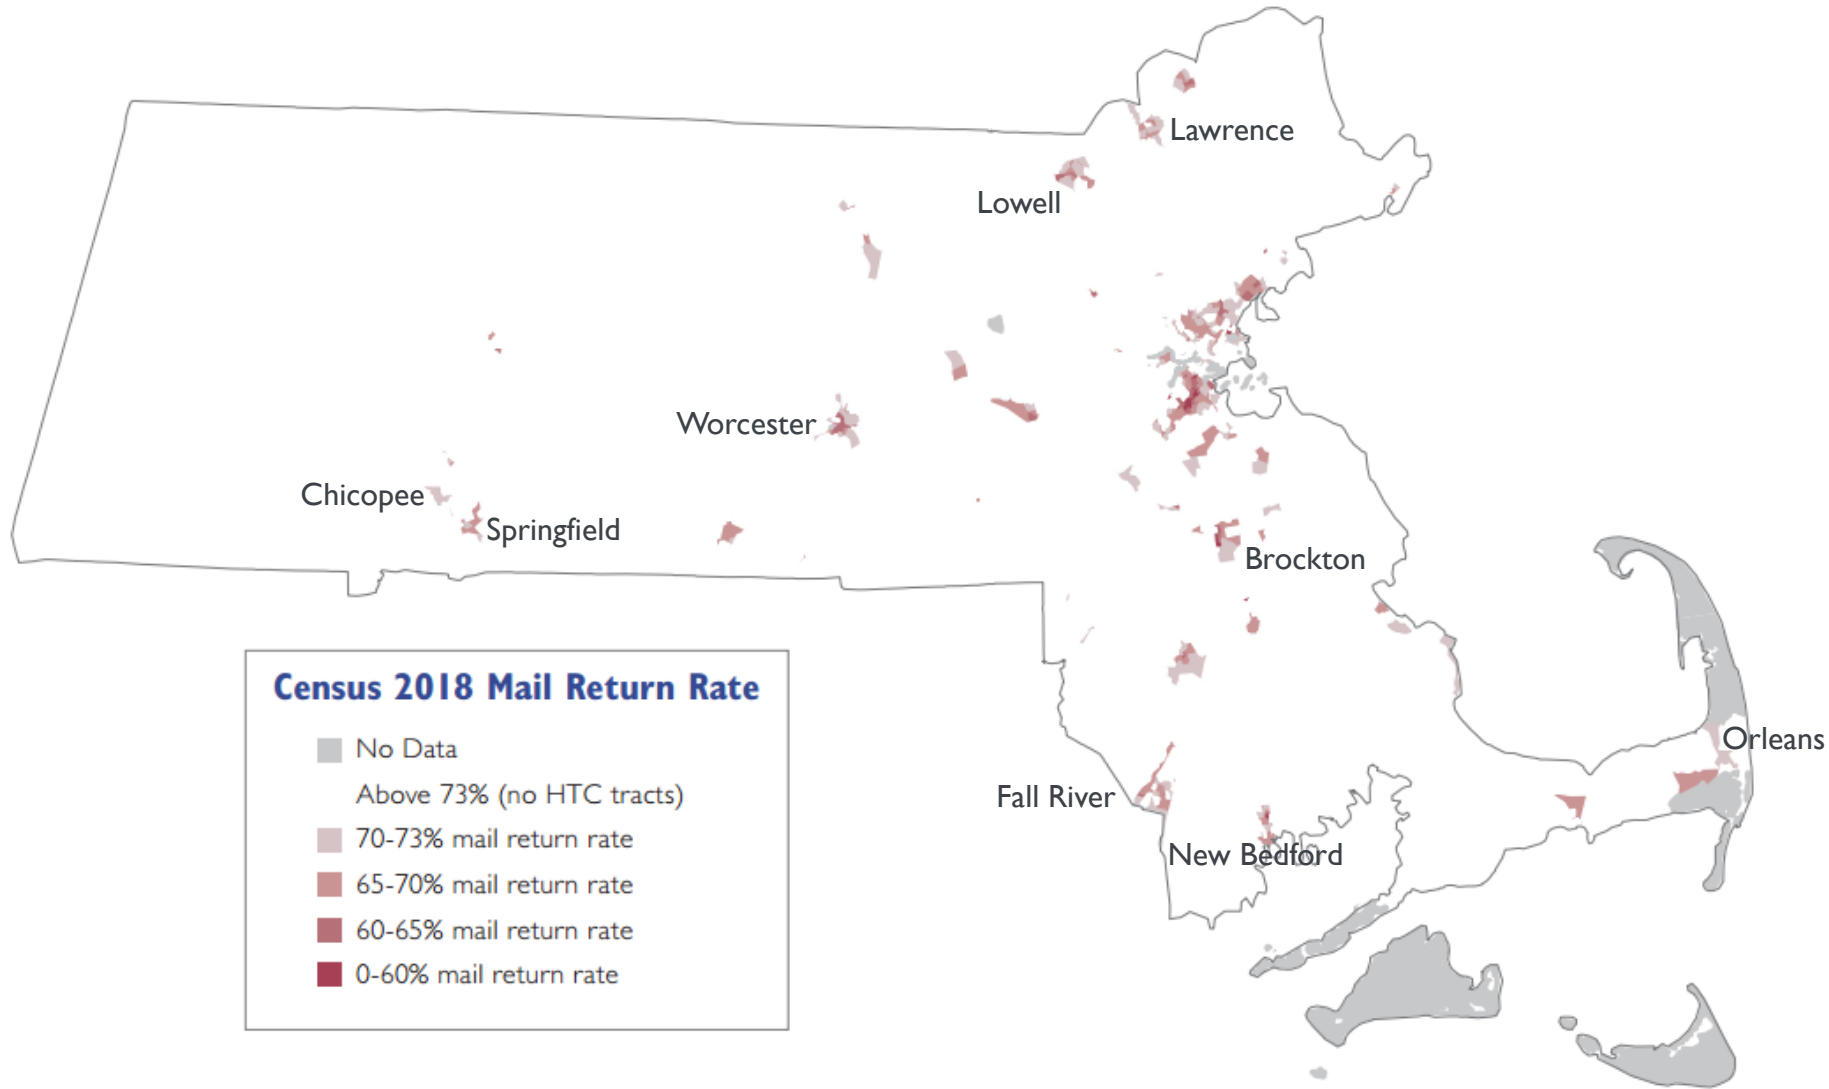 Lawrence
Lowell
Worcester
Chicopee
Springfield
Brockton
Orleans
Fall River
New Bedford
Census 2018 Mail Return Rate
No Data
Above 73% (no HTC tracts)
70-73% mail return rate
65-70% mail return rate
60-65% mail return rate
0-60% mail return rate